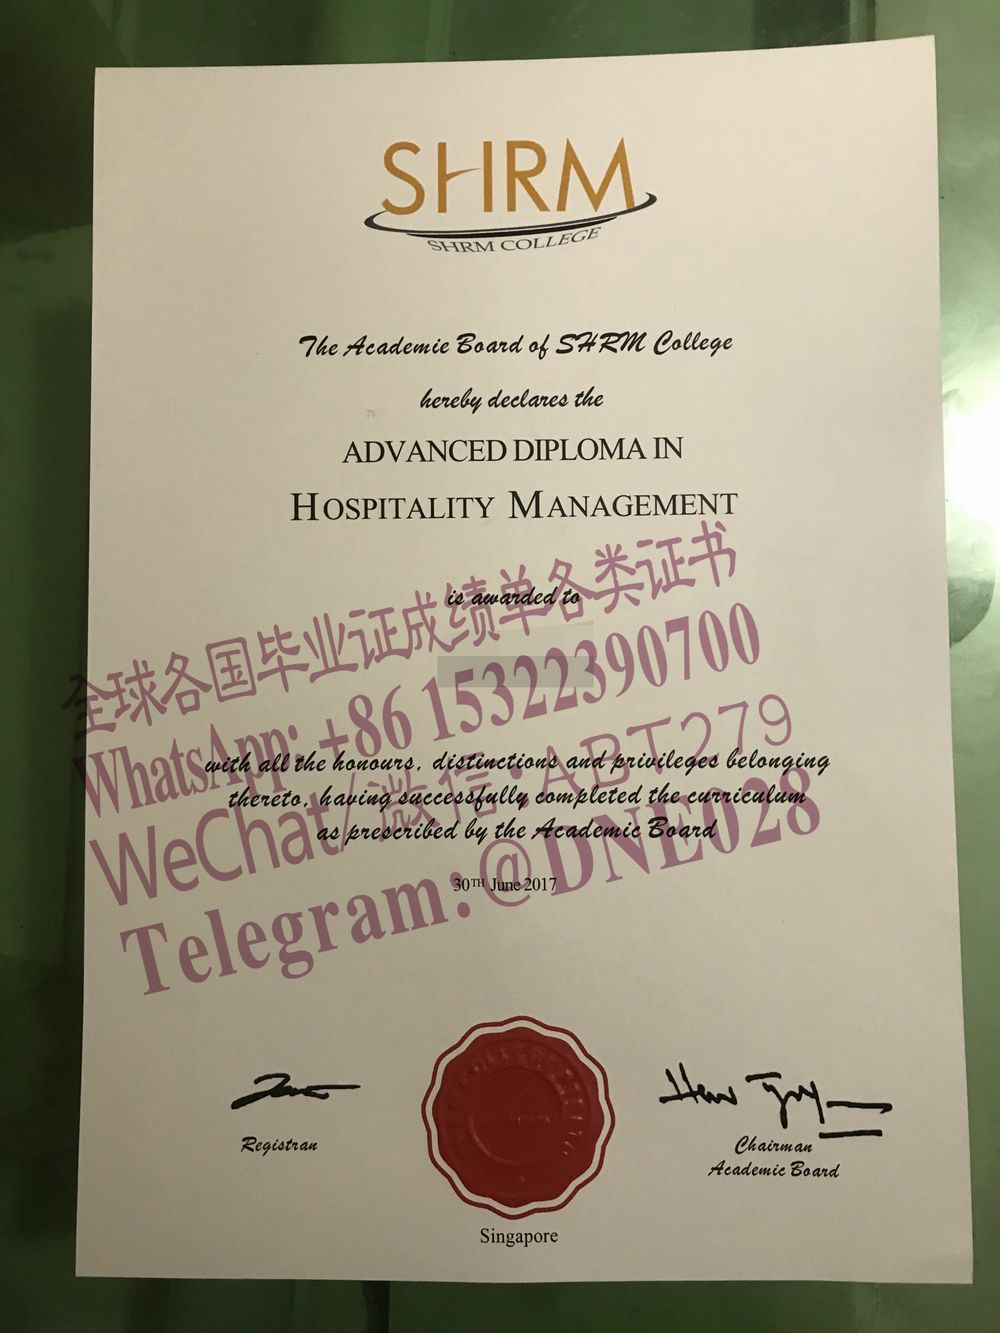 SHRM
SHRM COLLEGE
The Academic Board of SHRM College
hereby declares the
ADVANCED DIPLOMA IN
HOSPITALITY MANAGEMENT
is awarded to
全球各国毕业证成绩单各类证书
WhatsApp: +86 15322390700
WeChat/微信:ABT279
Telegram:@DNE028
with all the honours, distinctions and privileges belonging
thereto, having successfully completed the curriculum
as prescribed by the Academic Board
30TH June 2017
Registran
Chairman
Academic Board
Singapore